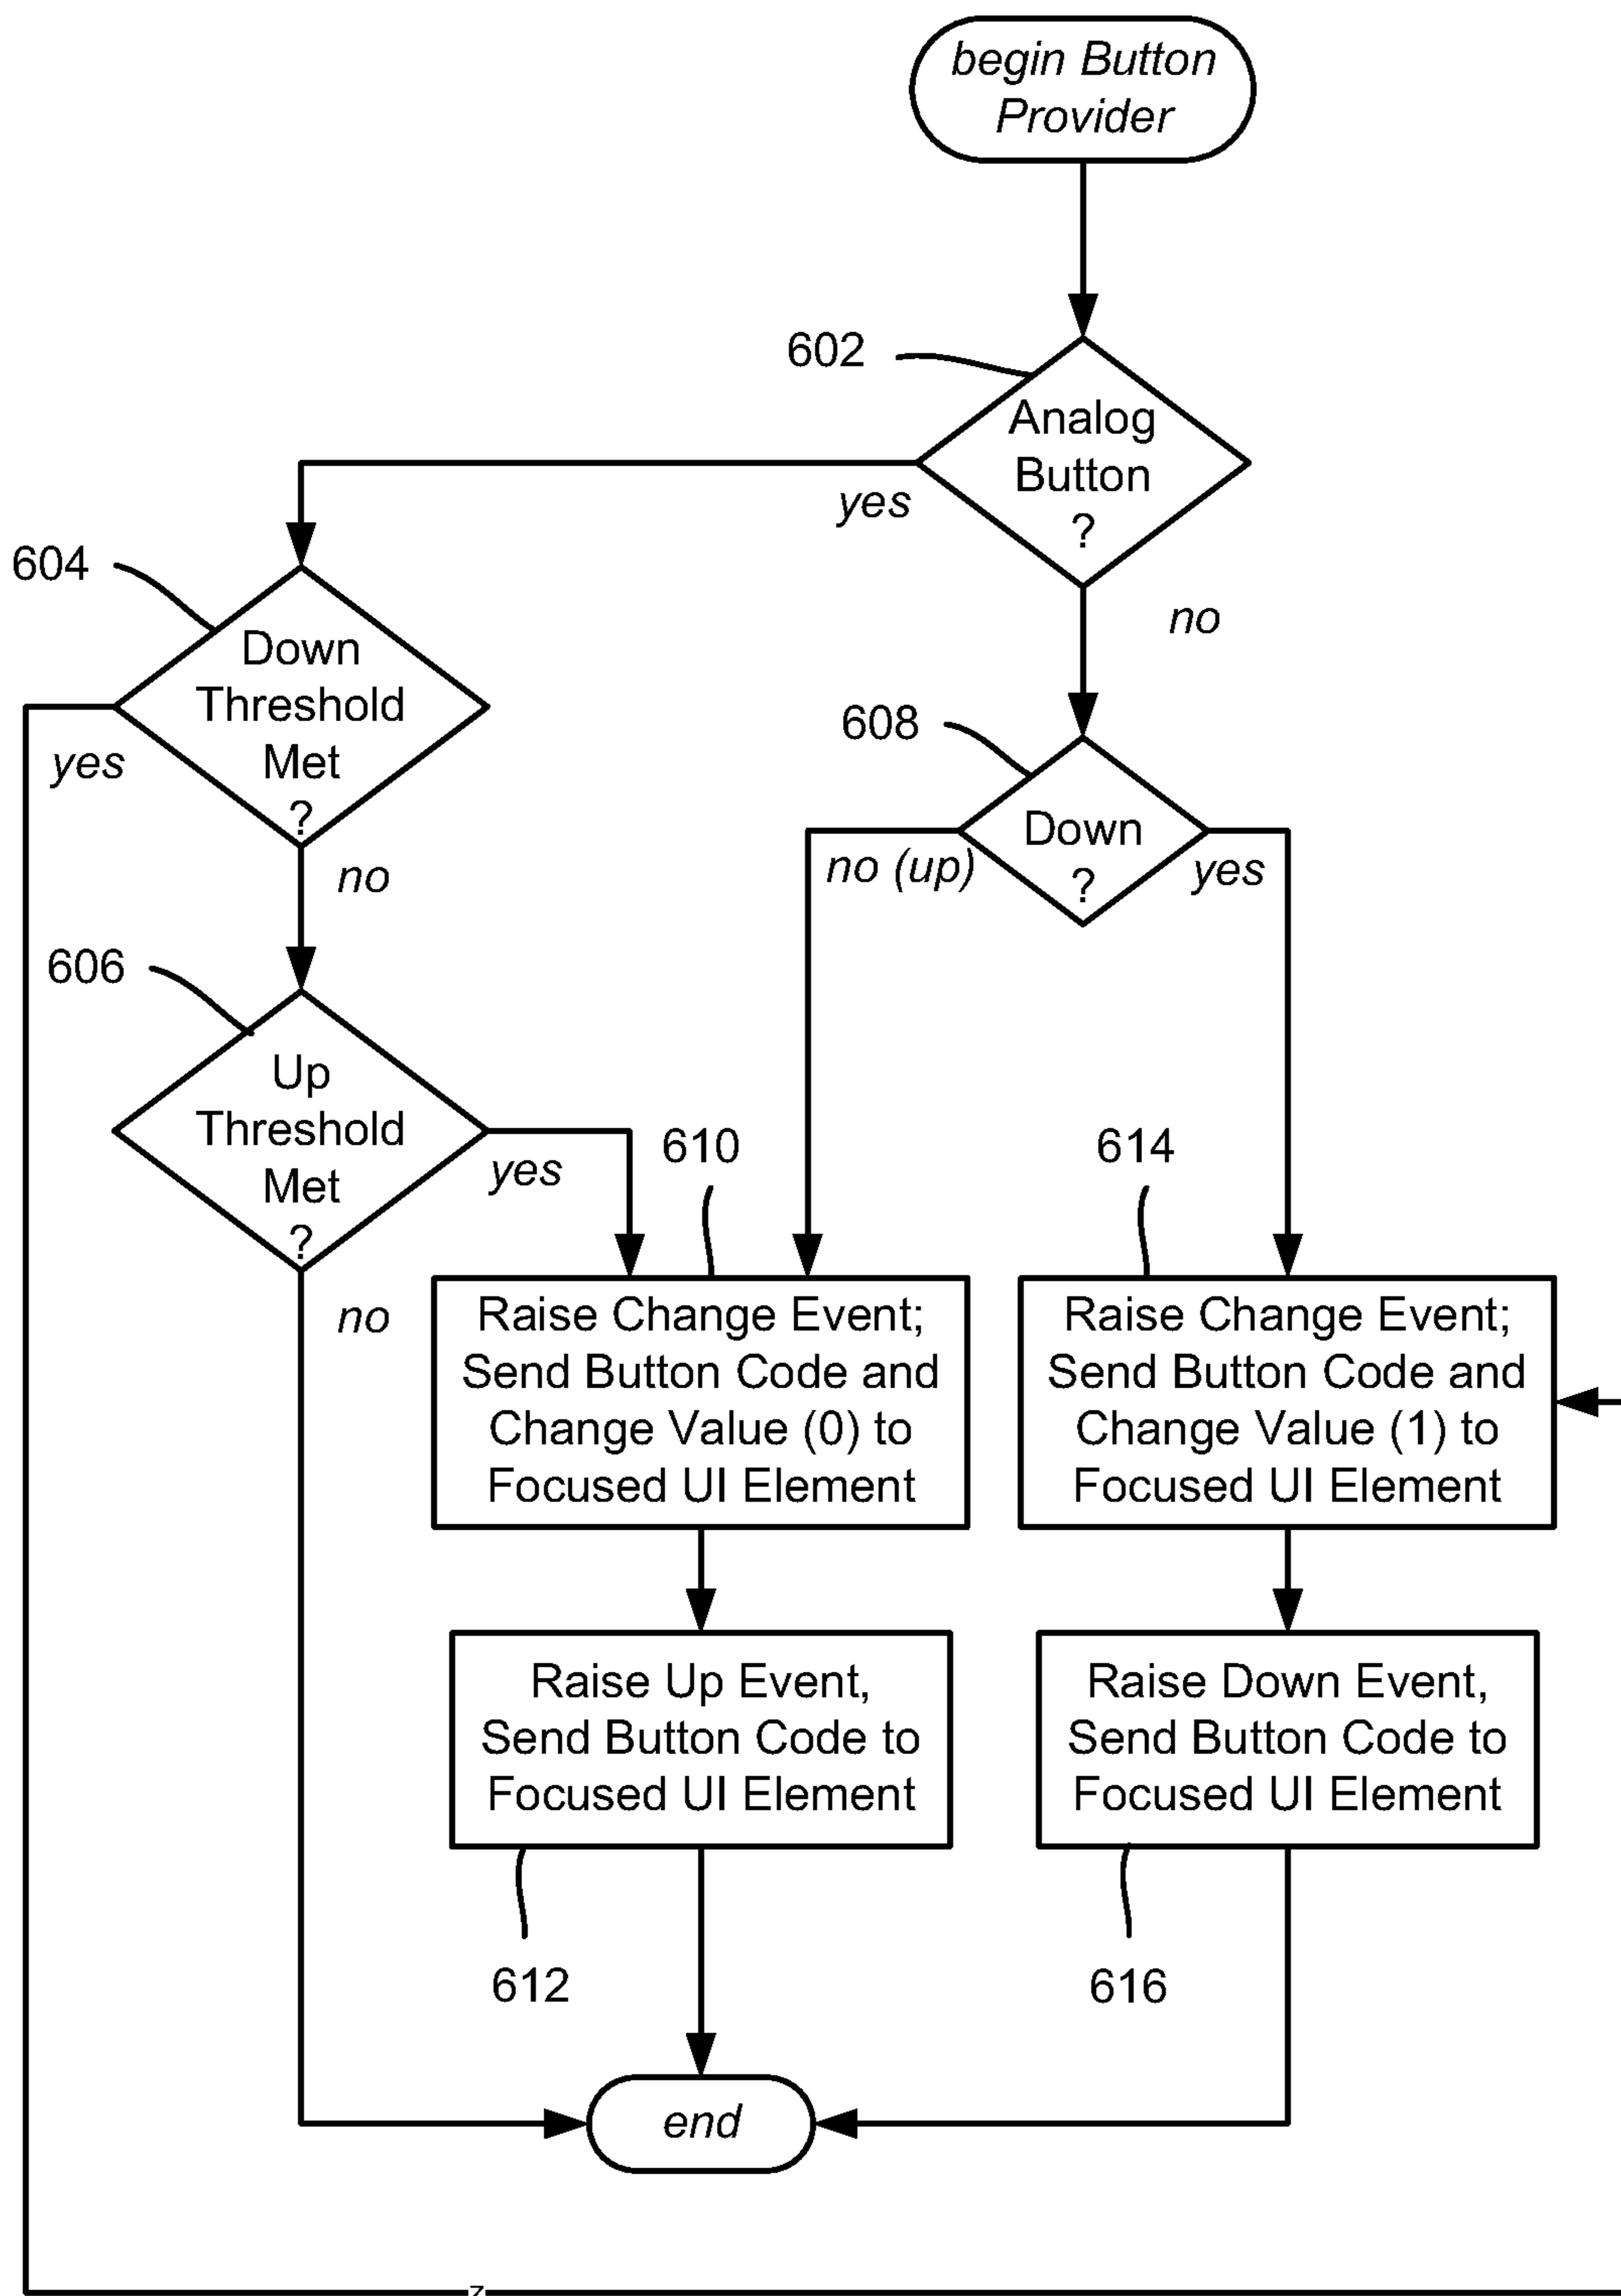 begin Button
Provider
602
Analog
Button
?
yes
no
604
Down
Threshold
Met
?
yes
no
608
Down
?
no (up)
yes
606
Up
Threshold
Met
?
yes
no
610
Raise Change Event;
Send Button Code and
Change Value (0) to
Focused UI Element
614
Raise Change Event;
Send Button Code and
Change Value (1) to
Focused UI Element
Raise Up Event,
Send Button Code to
Focused UI Element
612
Raise Down Event,
Send Button Code to
Focused UI Element
616
end